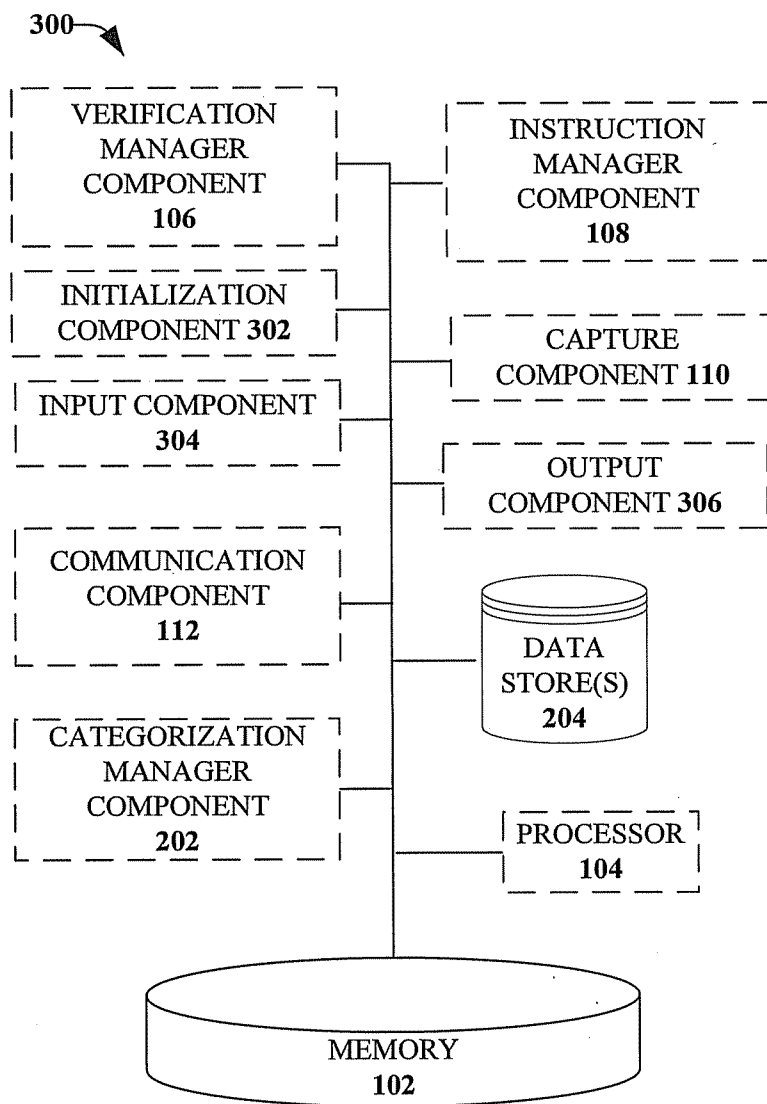 300
VERIFICATION
MANAGER
COMPONENT
106
INSTRUCTION
MANAGER
COMPONENT
108
INITIALIZATION
COMPONENT 302
CAPTURE
COMPONENT 110
INPUT COMPONENT
304
OUTPUT
COMPONENT 306
COMMUNICATION
COMPONENT
112
DATA
STORE(S)
204
CATEGORIZATION
MANAGER
COMPONENT
202
PROCESSOR
104
MEMORY
102